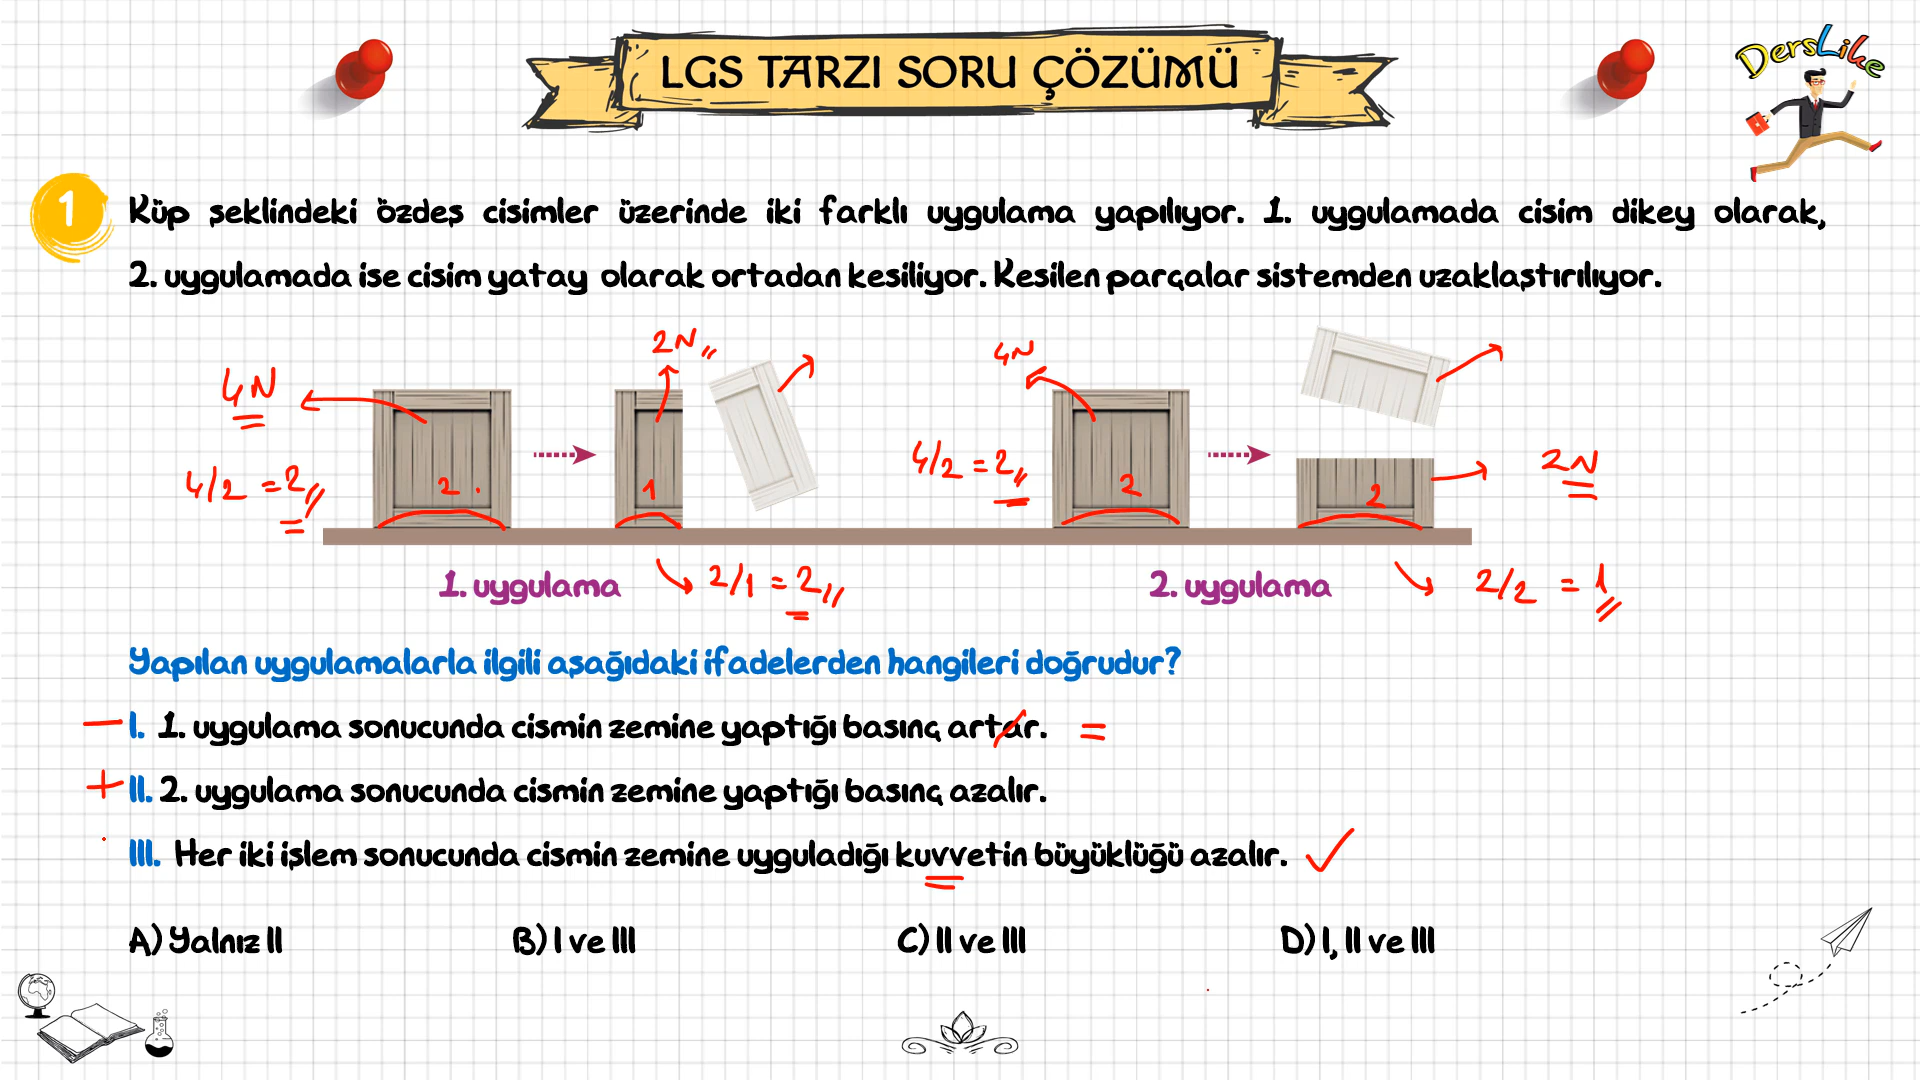 LGS TARZI SORU ÇÖZÜMÜ
DersLike
1
Küp şeklindeki özdeş cisimler üzerinde iki farklı uygulama yapılıyor. 1. uygulamada cisim dikey olarak,
2. uygulamada ise cisim yatay olarak ortadan kesiliyor. Kesilen parçalar sistemden uzaklaştırılıyor.
4N
2N
4N
4/2 = 2
4/2 = 2
2N
2
1
2
2
1. uygulama
2/1 = 2
2. uygulama
2/2 = 1
Yapılan uygulamalarla ilgili aşağıdaki ifadelerden hangileri doğrudur?
− I. 1. uygulama sonucunda cismin zemine yaptığı basınç artar. =
+ II. 2. uygulama sonucunda cismin zemine yaptığı basınç azalır.
III. Her iki işlem sonucunda cismin zemine uyguladığı kuvvetin büyüklüğü azalır. ✓
A) Yalnız II B) I ve III C) II ve III D) I, II ve III